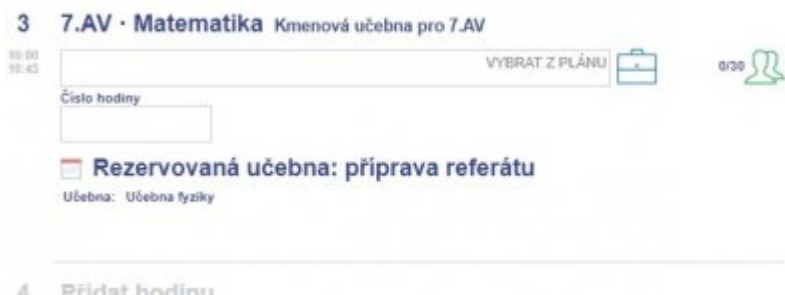 3 7.AV · Matematika Kmenová učebna pro 7.AV
10:00
10:45
VYBRAT Z PLÁNU
0/30
Číslo hodiny
Rezervovaná učebna: příprava referátu
Učebna: Učebna fyziky
4 Přidat hodinu